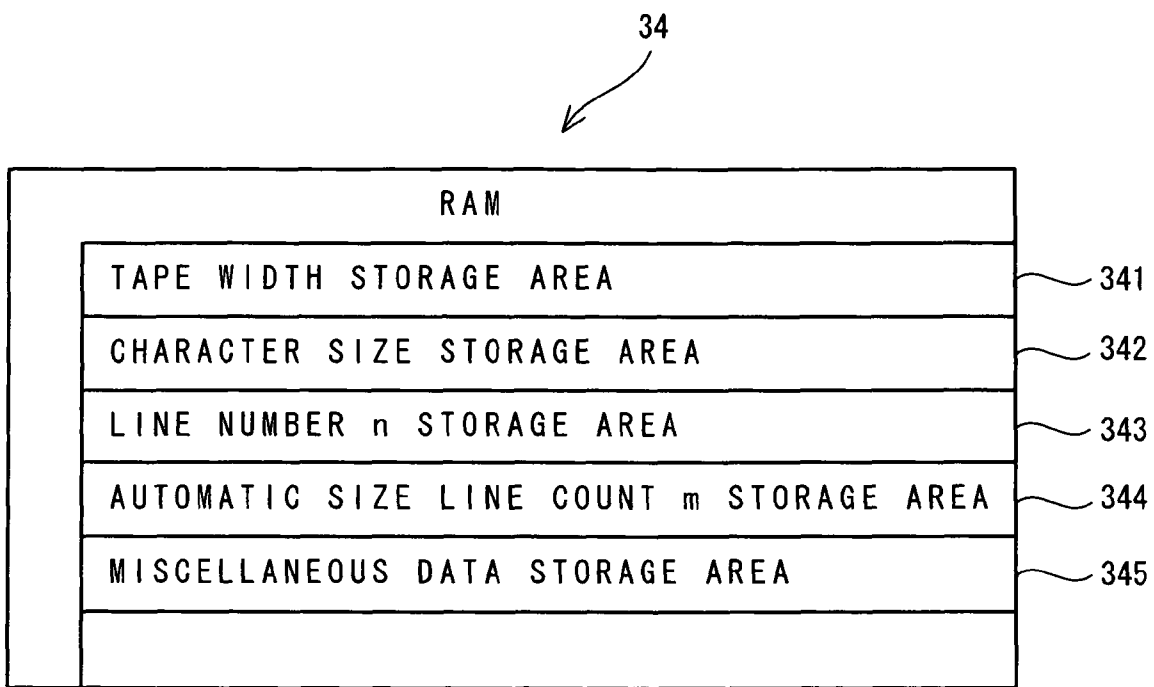 34
RAM
TAPE WIDTH STORAGE AREA 341
CHARACTER SIZE STORAGE AREA 342
LINE NUMBER n STORAGE AREA 343
AUTOMATIC SIZE LINE COUNT m STORAGE AREA 344
MISCELLANEOUS DATA STORAGE AREA 345